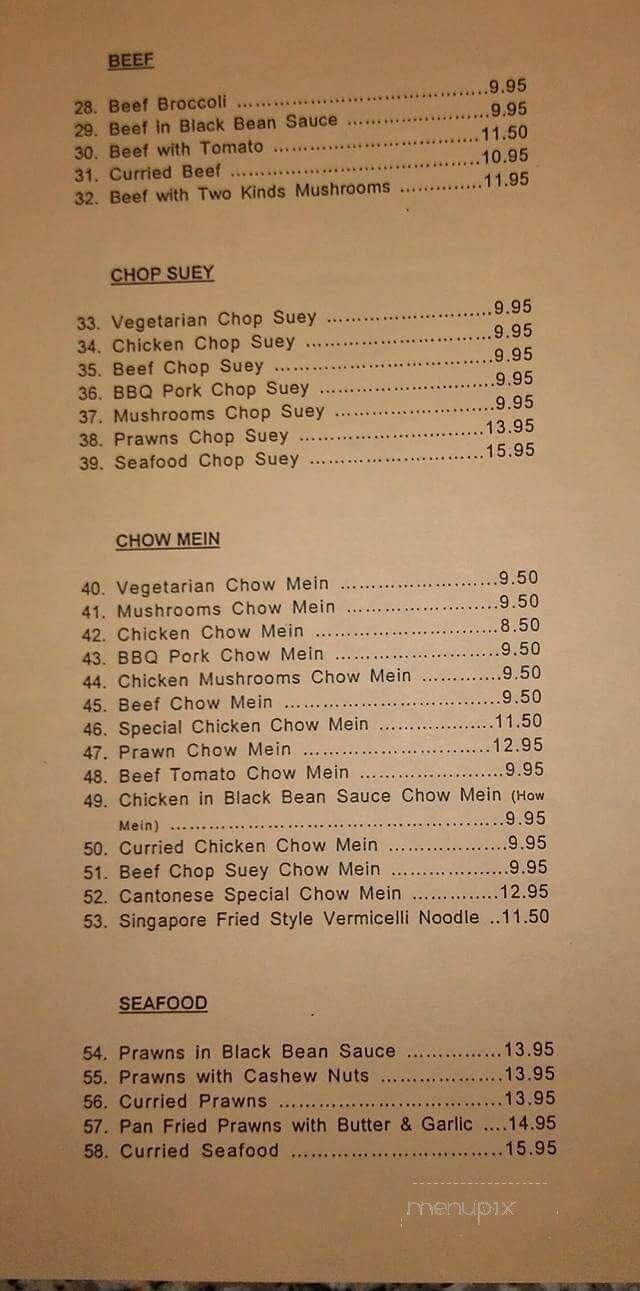 BEEF
28. Beef Broccoli ........................................9.95
29. Beef in Black Bean Sauce ....................9.95
30. Beef with Tomato ..............................11.50
31. Curried Beef ....................................10.95
32. Beef with Two Kinds Mushrooms .............11.95
CHOP SUEY
33. Vegetarian Chop Suey ........................9.95
34. Chicken Chop Suey ...........................9.95
35. Beef Chop Suey ...............................9.95
36. BBQ Pork Chop Suey .........................9.95
37. Mushrooms Chop Suey .......................9.95
38. Prawns Chop Suey ...........................13.95
39. Seafood Chop Suey .........................15.95
CHOW MEIN
40. Vegetarian Chow Mein .......................9.50
41. Mushrooms Chow Mein ......................9.50
42. Chicken Chow Mein ..........................8.50
43. BBQ Pork Chow Mein ........................9.50
44. Chicken Mushrooms Chow Mein ............9.50
45. Beef Chow Mein ...............................9.50
46. Special Chicken Chow Mein .................11.50
47. Prawn Chow Mein ...........................12.95
48. Beef Tomato Chow Mein .....................9.95
49. Chicken in Black Bean Sauce Chow Mein (How
Mein) ................................................9.95
50. Curried Chicken Chow Mein .................9.95
51. Beef Chop Suey Chow Mein .................9.95
52. Cantonese Special Chow Mein .............12.95
53. Singapore Fried Style Vermicelli Noodle ..11.50
SEAFOOD
54. Prawns in Black Bean Sauce ..............13.95
55. Prawns with Cashew Nuts ..................13.95
56. Curried Prawns ................................13.95
57. Pan Fried Prawns with Butter & Garlic ....14.95
58. Curried Seafood ...............................15.95
menupix